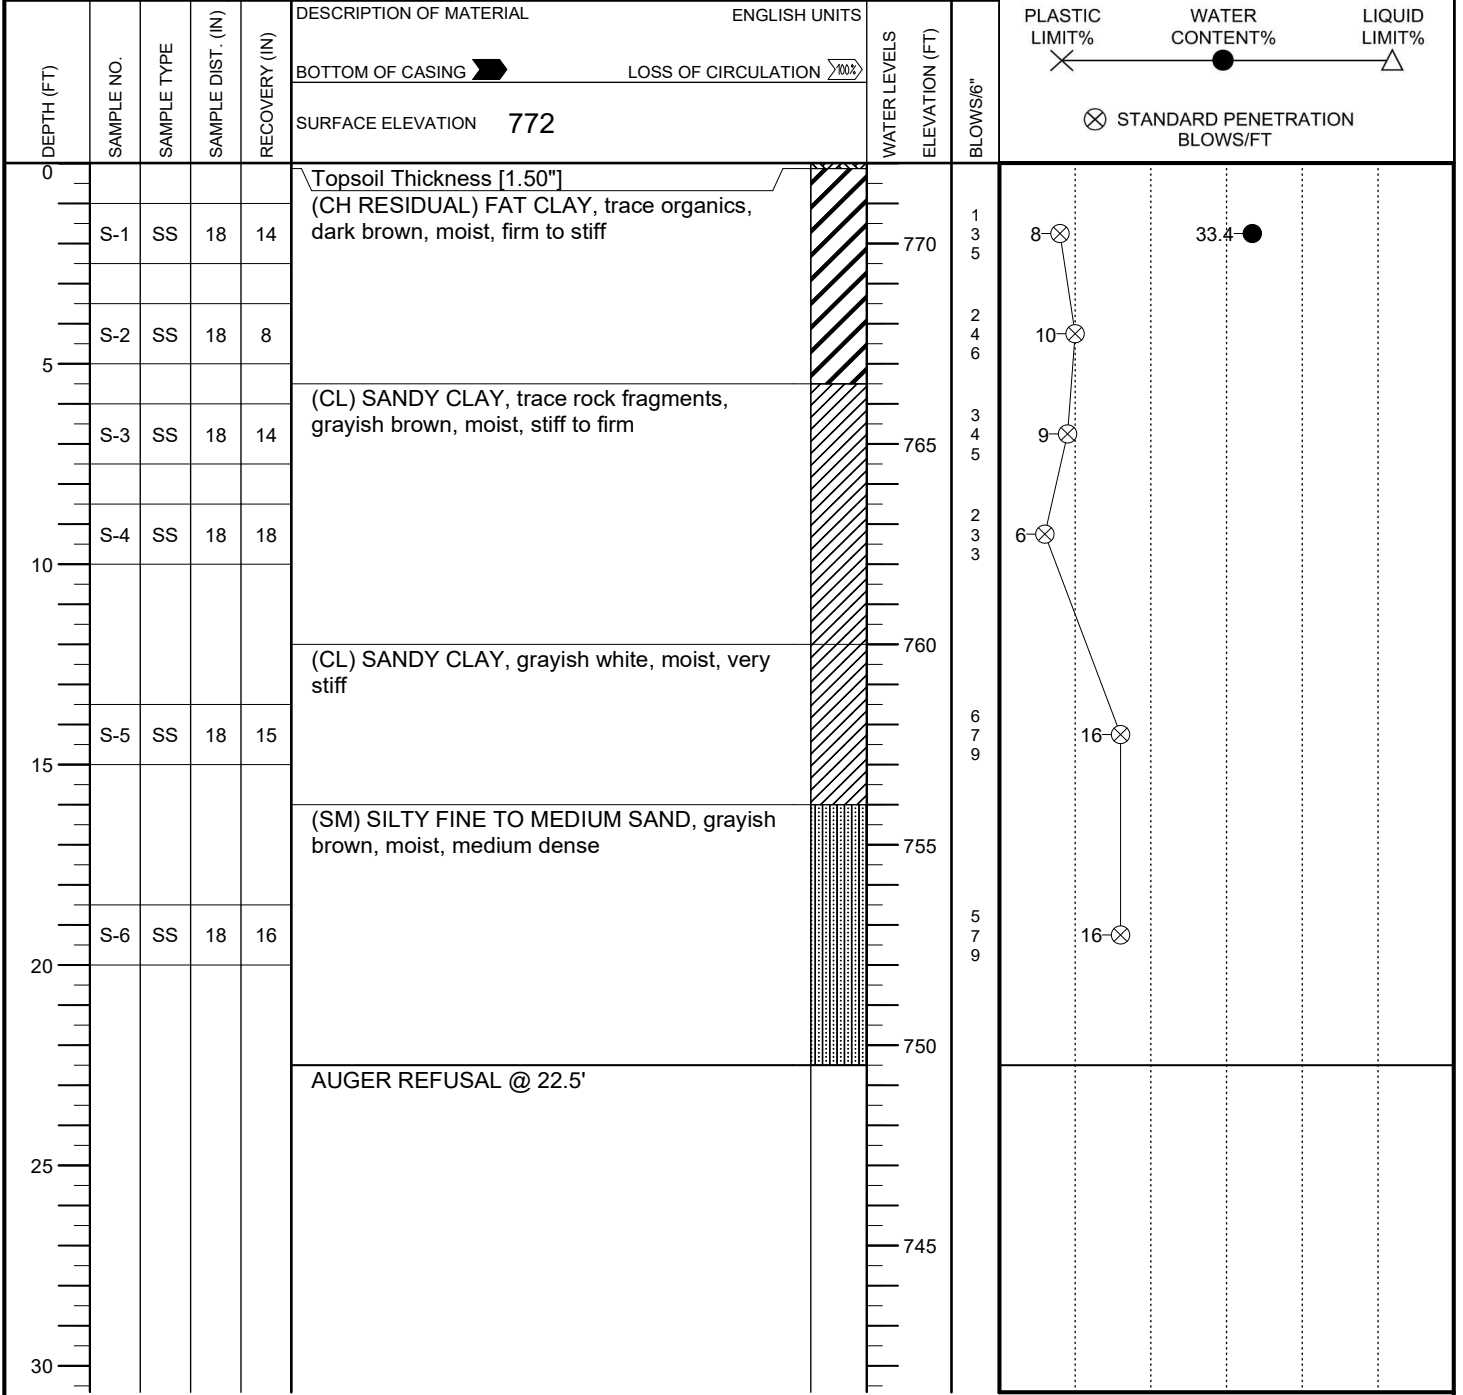 DEPTH (FT)
SAMPLE NO.
SAMPLE TYPE
SAMPLE DIST. (IN)
RECOVERY (IN)
DESCRIPTION OF MATERIAL ENGLISH UNITS
BOTTOM OF CASING LOSS OF CIRCULATION 100%
SURFACE ELEVATION 772
WATER LEVELS
ELEVATION (FT)
BLOWS/6"
PLASTIC LIMIT%
WATER CONTENT%
LIQUID LIMIT%
STANDARD PENETRATION
BLOWS/FT
0
Topsoil Thickness [1.50"]
(CH RESIDUAL) FAT CLAY, trace organics,
dark brown, moist, firm to stiff
S-1 SS 18 14
770
1
3
5
8
33.4
S-2 SS 18 8
2
4
6
10
5
(CL) SANDY CLAY, trace rock fragments,
grayish brown, moist, stiff to firm
S-3 SS 18 14
765
3
4
5
9
S-4 SS 18 18
2
3
3
6
10
760
(CL) SANDY CLAY, grayish white, moist, very
stiff
S-5 SS 18 15
6
7
9
16
15
(SM) SILTY FINE TO MEDIUM SAND, grayish
brown, moist, medium dense
755
S-6 SS 18 16
5
7
9
16
20
750
AUGER REFUSAL @ 22.5'
25
745
30